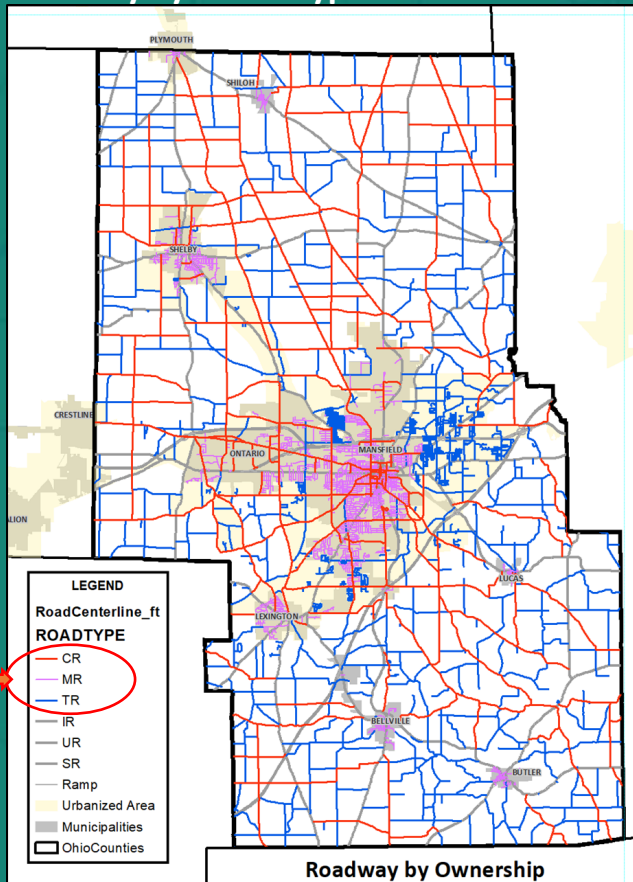 PLYMOUTH
SHILOH
SHELBY
CRESTLINE
ONTARIO
MANSFIELD
ALION
LUCAS
LEXINGTON
BELLVILLE
BUTLER
LEGEND
RoadCenterline_ft
ROADTYPE
CR
MR
TR
IR
UR
SR
Ramp
Urbanized Area
Municipalities
OhioCounties
Roadway by Ownership